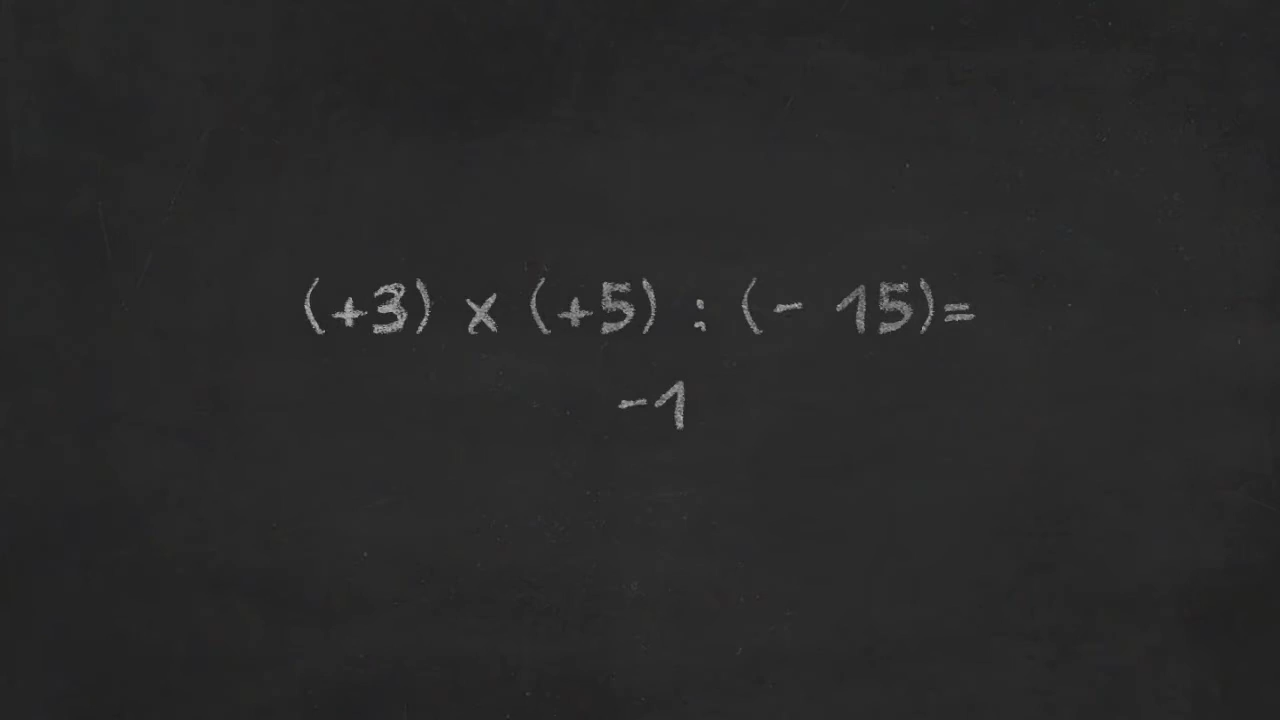 (+3) x (+5) : (- 15)=
-1